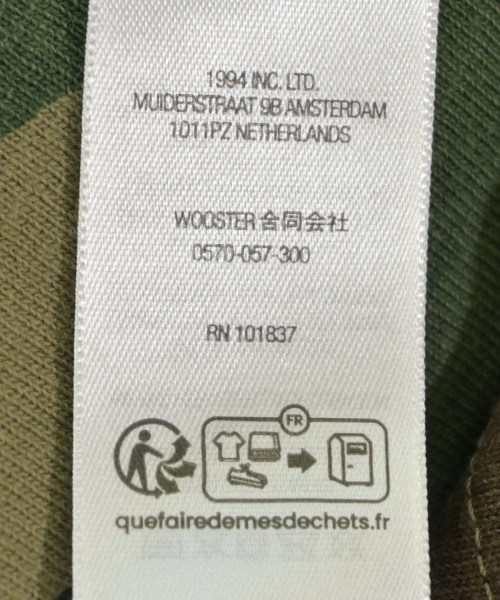 1994 INC. LTD.
MUIDERSTRAAT 9B AMSTERDAM
1011PZ NETHERLANDS
WOOSTER 合同会社
0570-057-300
RN 101837
FR
quefairedemesdechets.fr